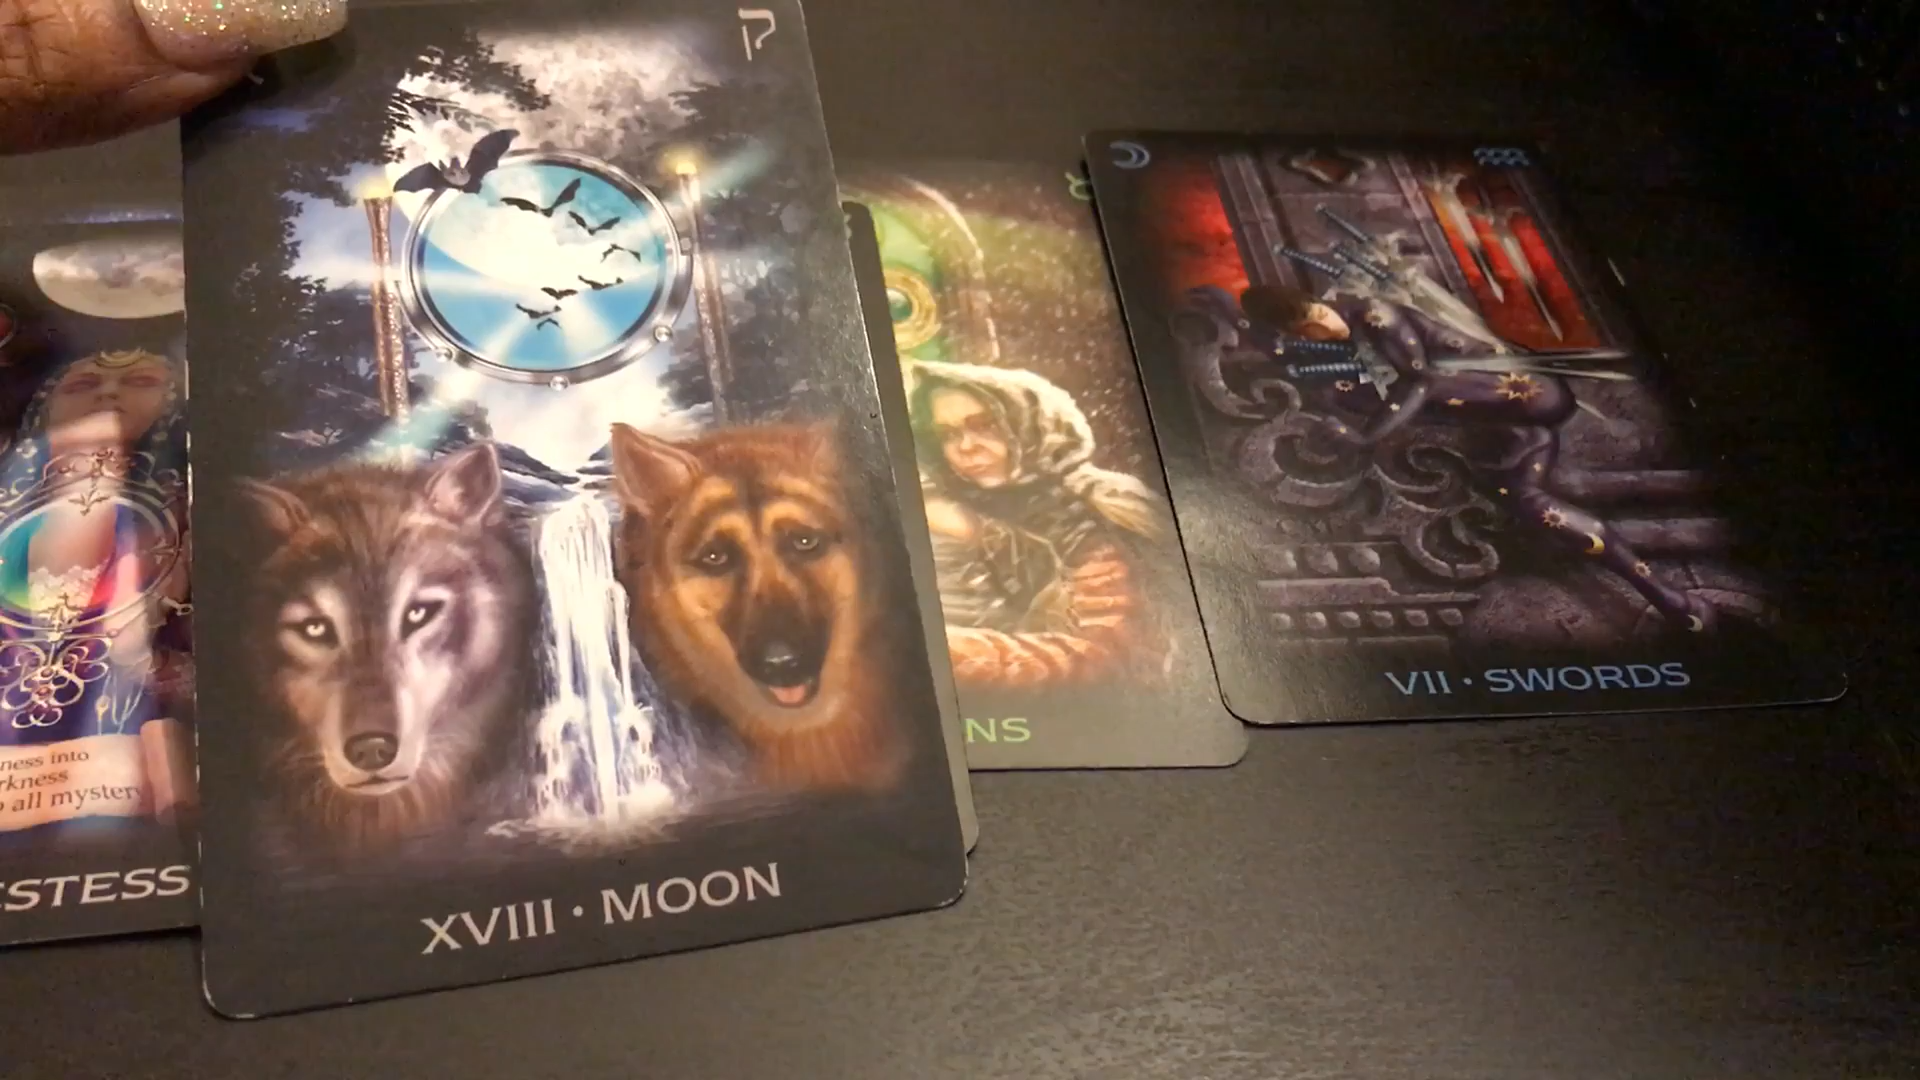 ק
ness into
rkness
o all mystery
ESTESS
XVIII • MOON
NS
VII • SWORDS